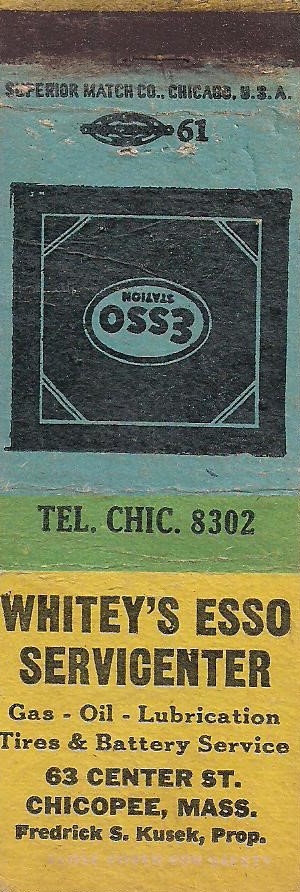 SUPERIOR MATCH CO., CHICAGO, U.S.A.
61
ESSO
STATION
TEL. CHIC. 8302
WHITEY'S ESSO
SERVICENTER
Gas - Oil - Lubrication
Tires & Battery Service
63 CENTER ST.
CHICOPEE, MASS.
Fredrick S. Kusek, Prop.